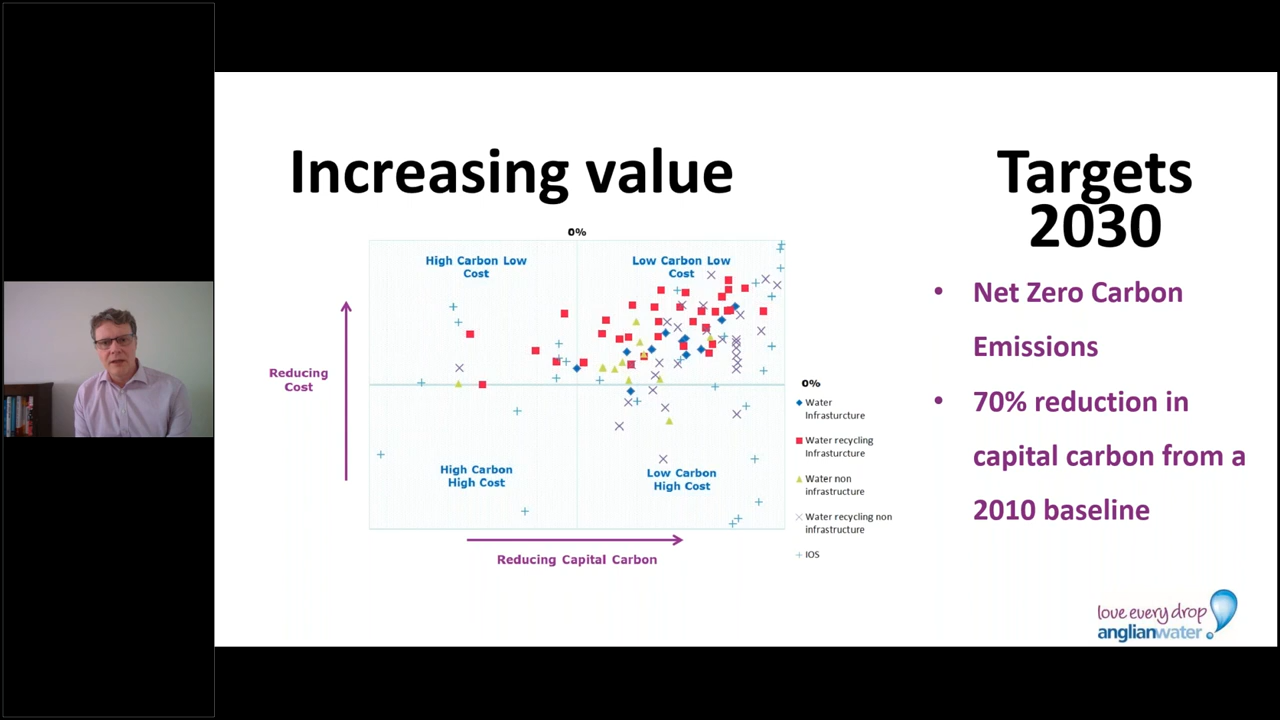 Increasing value
Targets
2030
0%
High Carbon Low
Cost
Low Carbon Low
Cost
Reducing
Cost
0%
Water
Infrasturcture
Water recycling
Infrasturcture
Water non
infrastructure
Water recycling non
infrastructure
IOS
High Carbon
High Cost
Low Carbon
High Cost
Reducing Capital Carbon
• Net Zero Carbon
Emissions
• 70% reduction in
capital carbon from a
2010 baseline
love every drop
anglianwater